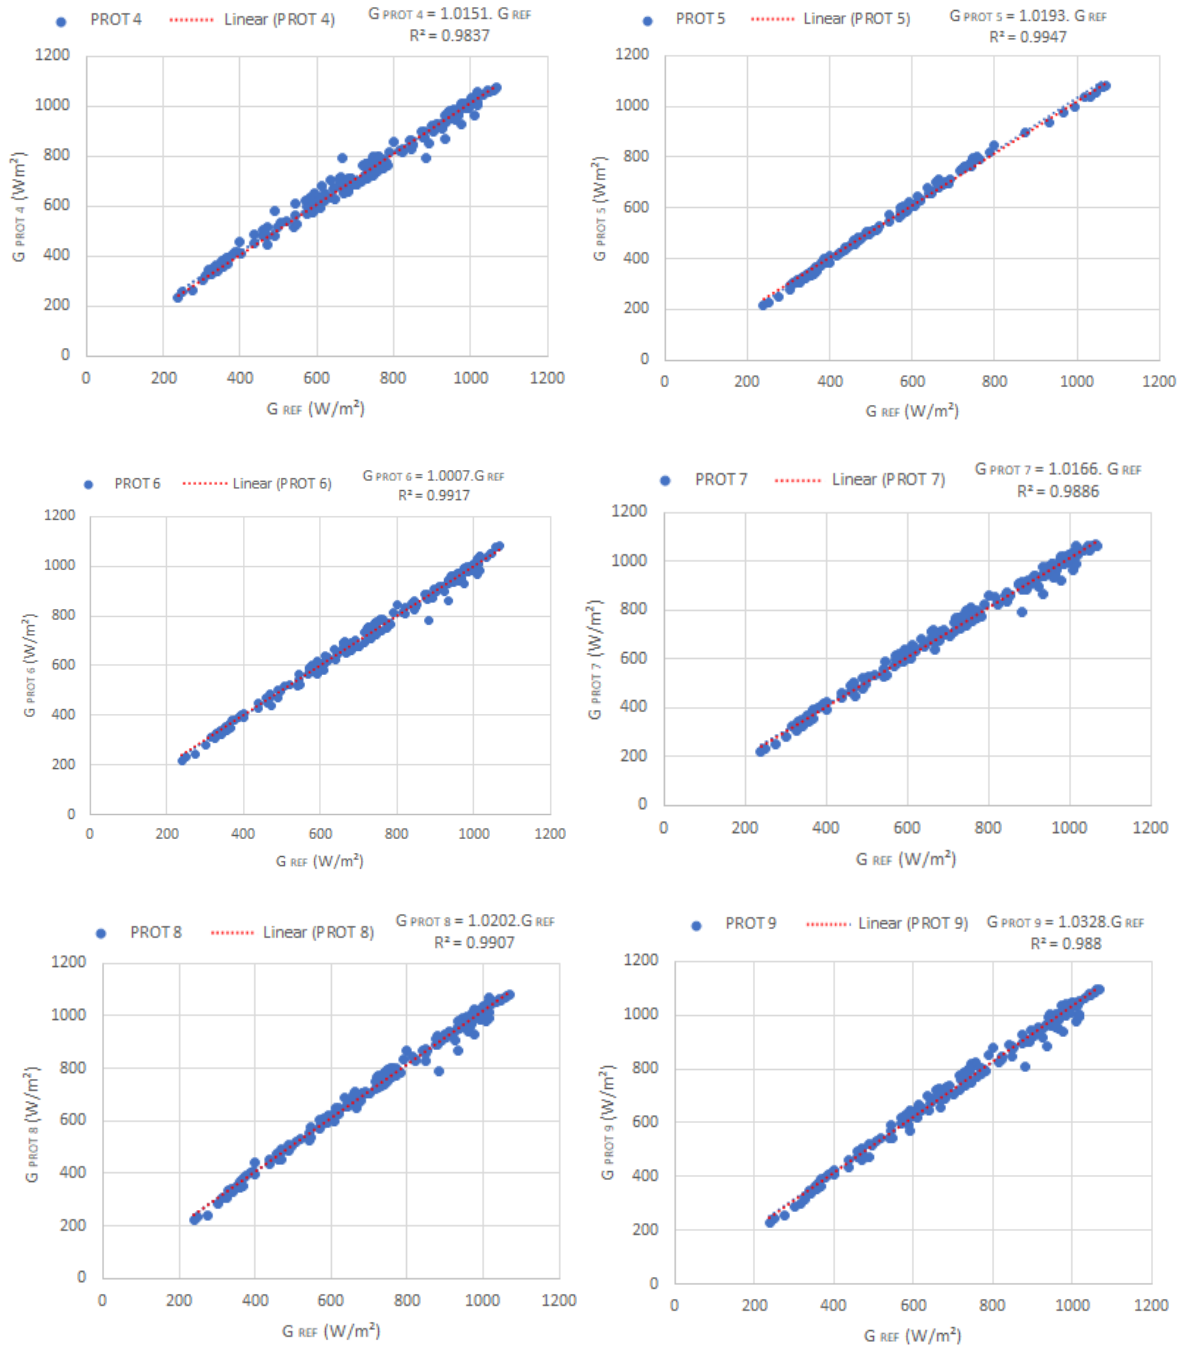 PROT 4 Linear (PROT 4) G PROT 4 = 1.0151. G REF
R² = 0.9837
1200
1000
800
600
400
200
0
G PROT 4 (Wm²)
0 200 400 600 800 1000 1200
G REF (W/m²)
PROT 5 Linear (PROT 5) G PROT 5 = 1.0193. G REF
R² = 0.9947
1200
1000
800
600
400
200
0
G PROT 5 (Wm²)
0 200 400 600 800 1000 1200
G REF (W/m²)
PROT 6 Linear (PROT 6) G PROT 6 = 1.0007.G REF
R² = 0.9917
1200
1000
800
600
400
200
0
G PROT 6 (W/m²)
0 200 400 600 800 1000 1200
G REF (W/m²)
PROT 7 Linear (PROT 7) G PROT 7 = 1.0166. G REF
R² = 0.9886
1200
1000
800
600
400
200
0
G PROT 7 (W/m²)
0 200 400 600 800 1000 1200
G REF (W/m²)
PROT 8 Linear (PROT 8) G PROT 8 = 1.0202.G REF
R² = 0.9907
1200
1000
800
600
400
200
0
G PROT 8 (W/m²)
0 200 400 600 800 1000 1200
G REF (W/m²)
PROT 9 Linear (PROT 9) G PROT 9 = 1.0328.G REF
R² = 0.988
1200
1000
800
600
400
200
0
G PROT 9 (W/m²)
0 200 400 600 800 1000 1200
G REF (W/m²)